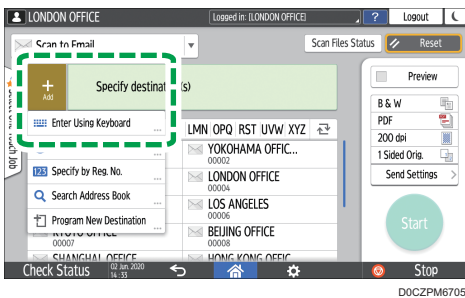 LONDON OFFICE
Logged in: [LONDON OFFICE]
?
Logout
Scan to Email
Scan Files Status
Reset
Add
Specify destinat
(s)
Enter Using Keyboard
...
LMN OPQ RST UVW XYZ
YOKOHAMA OFFIC...
00002
123 Specify by Reg. No.
...
LONDON OFFICE
00004
Search Address Book
...
LOS ANGELES
00006
Program New Destination
...
BEIJING OFFICE
00007
00008
SHANGHAI OFFICE
HONG KONG OFFIC
Preview
B & W
PDF
200 dpi
1 Sided Orig.
Send Settings >
Start
Check Status
02 Jun. 2020
14 : 33
Stop
D0CZPM6705